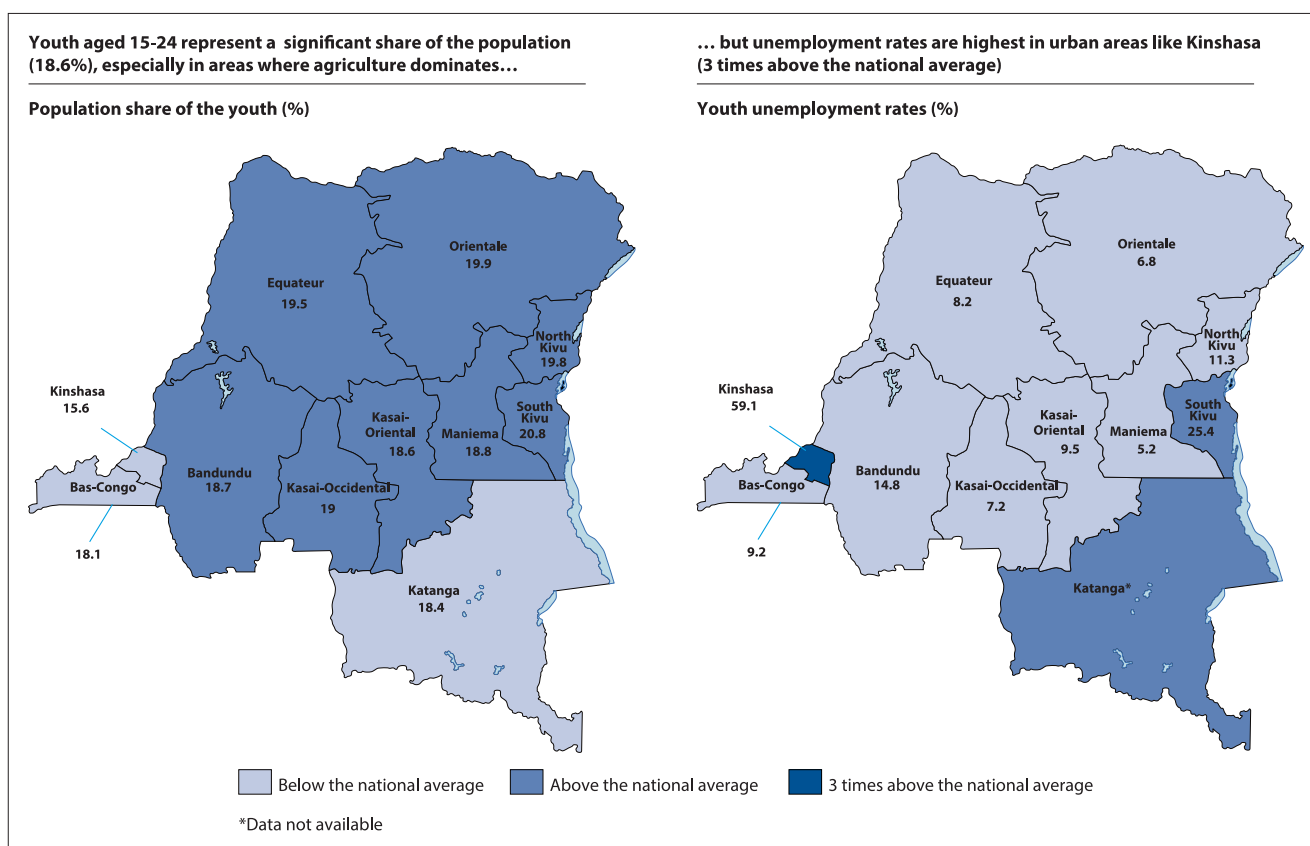 Youth aged 15-24 represent a significant share of the population
(18.6%), especially in areas where agriculture dominates…
Population share of the youth (%)
Orientale
19.9
Equateur
19.5
North
Kivu
19.8
Kinshasa
15.6
Kasai-
Oriental
18.6
South
Kivu
20.8
Maniema
18.8
Bandundu
18.7
Bas-Congo
Kasai-Occidental
19
18.1
Katanga
18.4
… but unemployment rates are highest in urban areas like Kinshasa
(3 times above the national average)
Youth unemployment rates (%)
Orientale
6.8
Equateur
8.2
North
Kivu
11.3
Kinshasa
59.1
Kasai-
Oriental
9.5
South
Kivu
25.4
Maniema
5.2
Bandundu
14.8
Bas-Congo
Kasai-Occidental
7.2
9.2
Katanga*
Below the national average
Above the national average
3 times above the national average
*Data not available